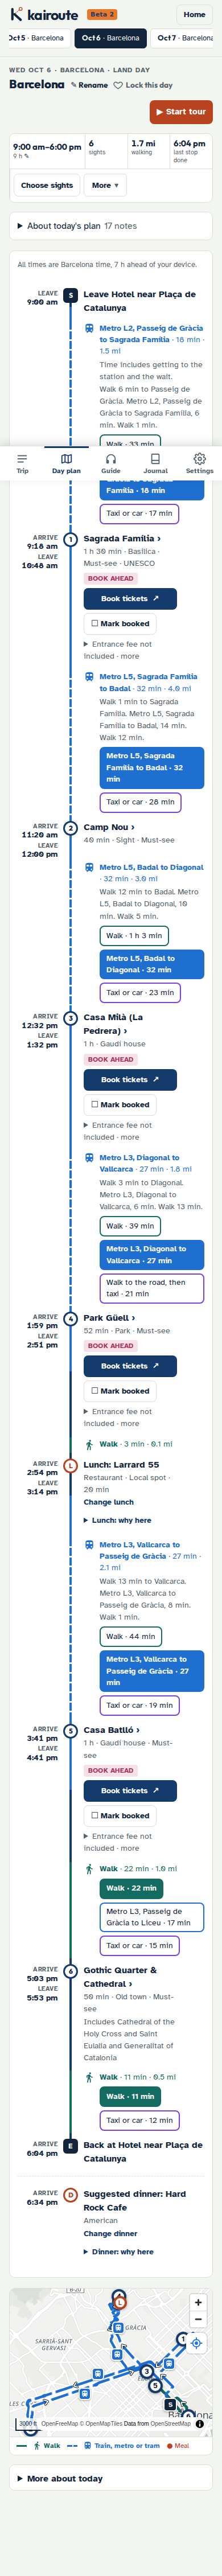 kairoute Beta 2 Home
Oct 5 · Barcelona Oct 6 · Barcelona Oct 7 · Barcelona
WED OCT 6 · BARCELONA · LAND DAY
Barcelona ✎ Rename Lock this day
▶ Start tour
9:00 am–6:00 pm
9 h ✎
6
sights
1.7 mi
walking
6:04 pm
last stop
done
Choose sights More ▾
▶ About today's plan 17 notes
All times are Barcelona time, 7 h ahead of your device.
LEAVE
9:00 am
S
Leave Hotel near Plaça de
Catalunya
Metro L2, Passeig de Gràcia
to Sagrada Família · 18 min ·
1.5 mi
Time includes getting to the
station and the wait.
Walk 6 min to Passeig de
Gràcia. Metro L2, Passeig de
Gràcia to Sagrada Família, 6
min. Walk 1 min.
Walk · 33 min
Trip Day plan Guide Journal Settings
Família · 18 min
Taxi or car · 17 min
ARRIVE
9:18 am
LEAVE
10:48 am
1
Sagrada Família ›
1 h 30 min · Basilica ·
Must-see · UNESCO
BOOK AHEAD
Book tickets ↗
☐ Mark booked
▶ Entrance fee not
included · more
Metro L5, Sagrada Família
to Badal · 32 min · 4.0 mi
Walk 1 min to Sagrada
Família. Metro L5, Sagrada
Família to Badal, 14 min.
Walk 12 min.
Metro L5, Sagrada
Família to Badal · 32
min
Taxi or car · 28 min
ARRIVE
11:20 am
LEAVE
12:00 pm
2
Camp Nou ›
40 min · Sight · Must-see
Metro L5, Badal to Diagonal
· 32 min · 3.0 mi
Walk 12 min to Badal. Metro
L5, Badal to Diagonal, 10
min. Walk 5 min.
Walk · 1 h 3 min
Metro L5, Badal to
Diagonal · 32 min
Taxi or car · 23 min
ARRIVE
12:32 pm
LEAVE
1:32 pm
3
Casa Milà (La
Pedrera) ›
1 h · Gaudí house
BOOK AHEAD
Book tickets ↗
☐ Mark booked
▶ Entrance fee not
included · more
Metro L3, Diagonal to
Vallcarca · 27 min · 1.8 mi
Walk 3 min to Diagonal.
Metro L3, Diagonal to
Vallcarca, 6 min. Walk 13 min.
Walk · 39 min
Metro L3, Diagonal to
Vallcarca · 27 min
Walk to the road, then
taxi · 21 min
ARRIVE
1:59 pm
LEAVE
2:51 pm
4
Park Güell ›
52 min · Park · Must-see
BOOK AHEAD
Book tickets ↗
☐ Mark booked
▶ Entrance fee not
included · more
Walk · 3 min · 0.1 mi
ARRIVE
2:54 pm
LEAVE
3:14 pm
L
Lunch: Larrard 55
Restaurant · Local spot ·
20 min
Change lunch
▶ Lunch: why here
Metro L3, Vallcarca to
Passeig de Gràcia · 27 min ·
2.1 mi
Walk 13 min to Vallcarca.
Metro L3, Vallcarca to
Passeig de Gràcia, 8 min.
Walk 1 min.
Walk · 44 min
Metro L3, Vallcarca to
Passeig de Gràcia · 27
min
Taxi or car · 19 min
ARRIVE
3:41 pm
LEAVE
4:41 pm
5
Casa Batlló ›
1 h · Gaudí house · Must-
see
BOOK AHEAD
Book tickets ↗
☐ Mark booked
▶ Entrance fee not
included · more
Walk · 22 min · 1.0 mi
Walk · 22 min
Metro L3, Passeig de
Gràcia to Liceu · 17 min
Taxi or car · 15 min
ARRIVE
5:03 pm
LEAVE
5:53 pm
6
Gothic Quarter &
Cathedral ›
50 min · Old town · Must-
see
Includes Cathedral of the
Holy Cross and Saint
Eulalia and Generalitat of
Catalonia
Walk · 11 min · 0.5 mi
Walk · 11 min
Taxi or car · 12 min
ARRIVE
6:04 pm
E
Back at Hotel near Plaça de
Catalunya
ARRIVE
6:34 pm
D
Suggested dinner: Hard
Rock Cafe
American
Change dinner
▶ Dinner: why here
GRÀCIA
SARRIÀ-SANT
GERVASI
L 1 3 5 S
+
−
3000 ft OpenFreeMap © OpenMapTiles Data from OpenStreetMap
Walk Train, metro or tram Meal
▶ More about today